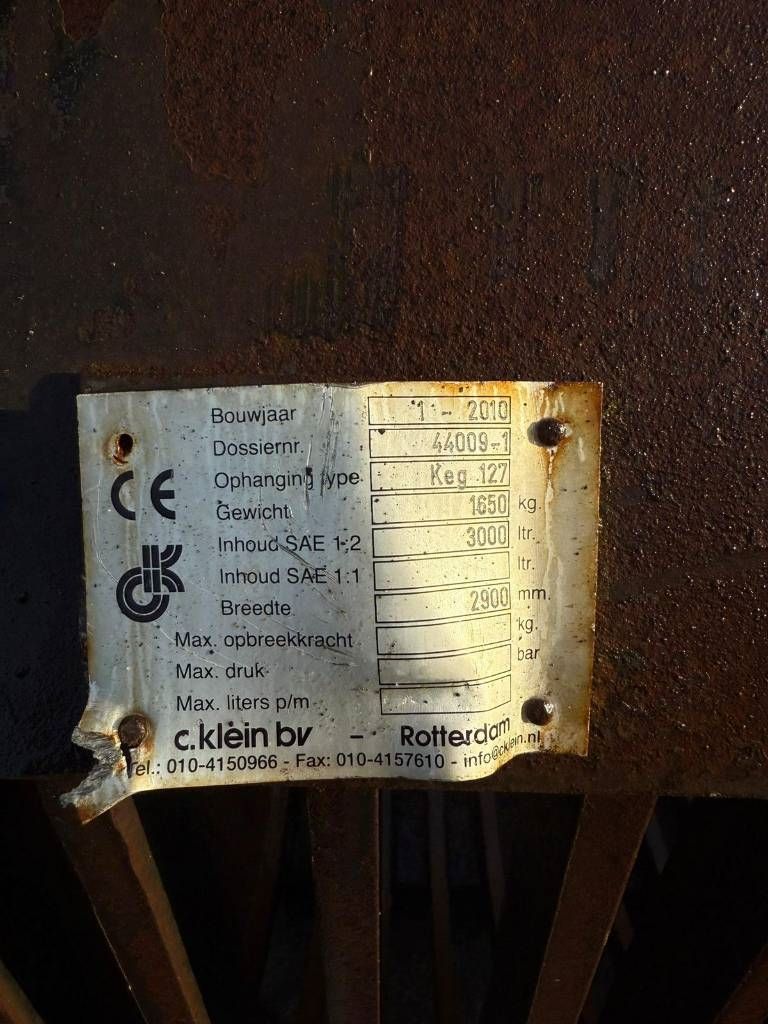 Bouwjaar 1 - 2010
Dossiernr. 44009-1
Ophanging type Keg 127
CE Gewicht 1650 kg.
Inhoud SAE 1:2 3000 ltr.
Inhoud SAE 1:1 ltr.
Breedte 2900 mm.
Max. opbreekkracht kg.
Max. druk bar
Max. liters p/m
c.klein bv - Rotterdam
Tel.: 010-4150966 - Fax: 010-4157610 - info@cklein.nl